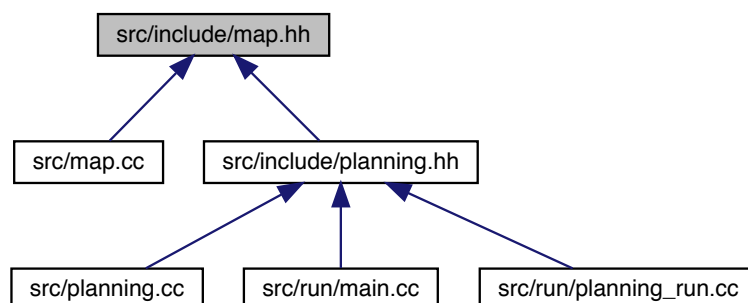 src/include/map.hh
src/map.cc
src/include/planning.hh
src/planning.cc
src/run/main.cc
src/run/planning_run.cc